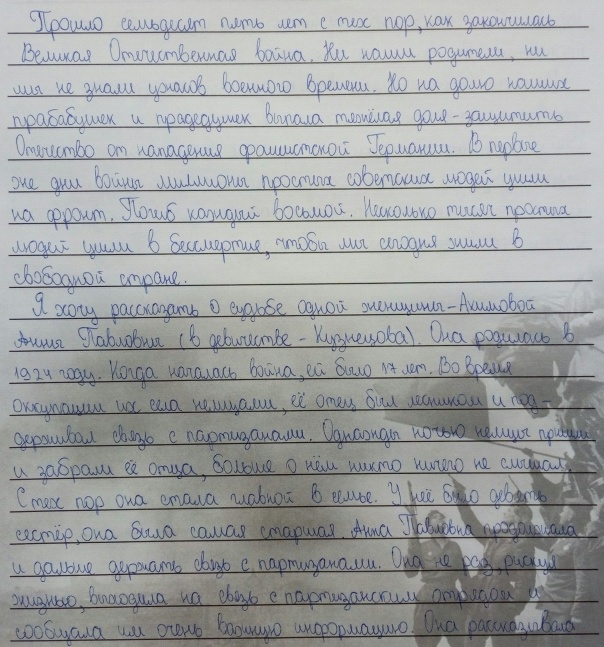 Прошло семьдесят пять лет с тех пор, как закончилась
Великая Отечественная война. Ни наши родители, ни
мы не знали ужасов военного времени. Но на долю наших
прабабушек и прадедушек выпала тяжёлая доля - защитить
Отечество от нападения фашистской Германии. В первые
же дни войны миллионы простых советских людей ушли
на фронт. Погиб каждый восьмой. Несколько тысяч простых
людей ушли в бессмертие, чтобы мы сегодня жили в
свободной стране.
Я хочу рассказать о судьбе одной женщины - Акимовой
Анны Павловны (в девичестве - Кузнецова). Она родилась в
1924 году. Когда началась война, ей было 17 лет. Во время
оккупации их села немцами, её отец был лесником и под-
держивал связь с партизанами. Однажды ночью немцы пришли
и забрали её отца, больше о нём никто ничего не слышал.
С тех пор она стала главной в семье. У неё было девять
сестёр, она была самая старшая. Анна Павловна продолжала
и дальше держать связь с партизанами. Она не раз, рискуя
жизнью, выходила на связь с партизанским отрядом и
сообщала им очень важную информацию. Она рассказывала